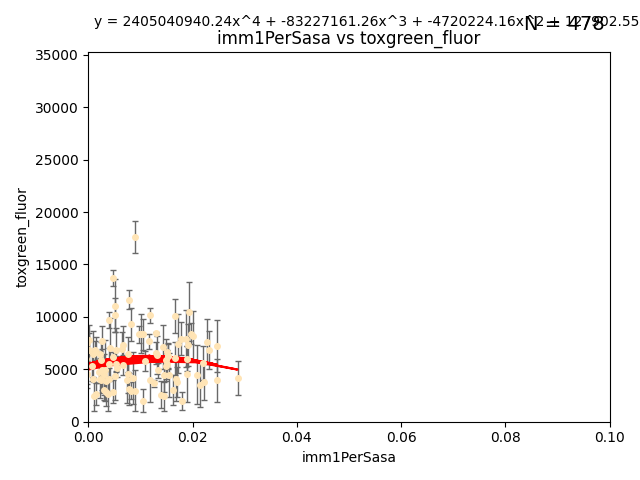 y = 2405040940.24x^4 + -83227161.26x^3 + -4720224.16x^2 + 127902.55
N = 478
imm1PerSasa vs toxgreen_fluor
35000
30000
25000
20000
15000
10000
5000
0
toxgreen_fluor
0.00 0.02 0.04 0.06 0.08 0.10
imm1PerSasa